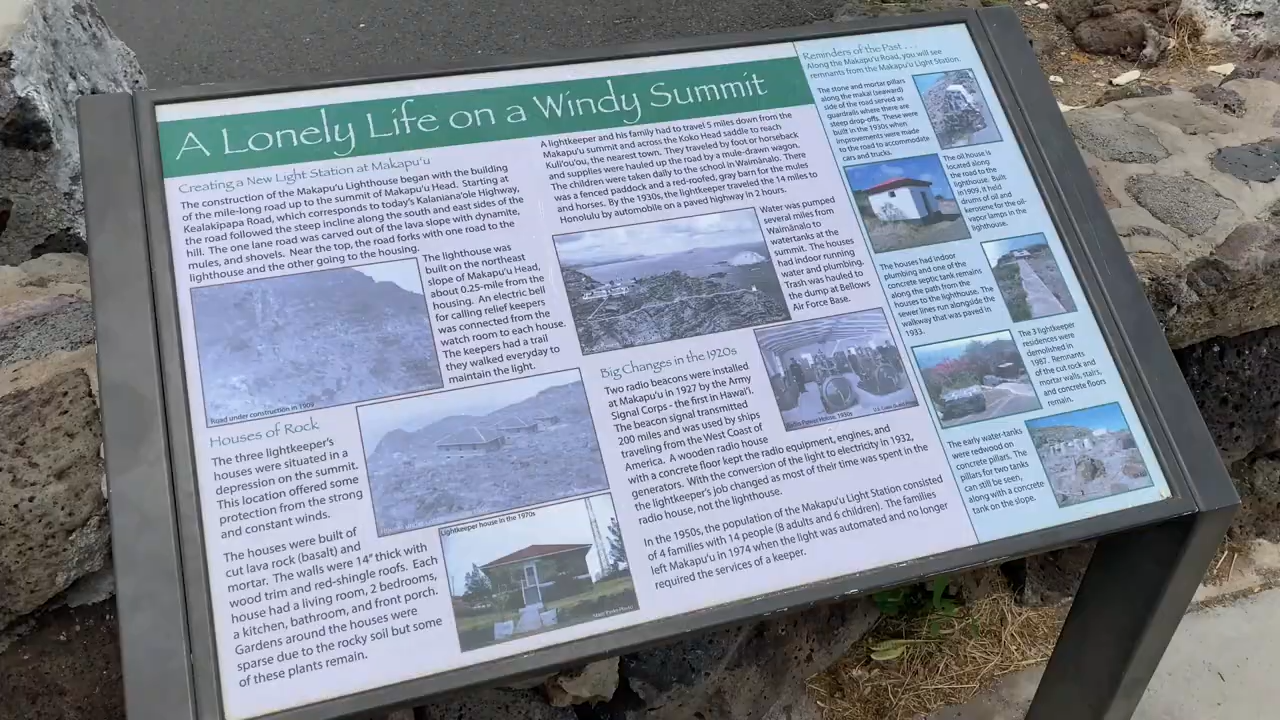 A Lonely Life on a Windy Summit
Creating a New Light Station at Makapu'u
The construction of the Makapu'u Lighthouse began with the building
of the mile-long road up to the summit of Makapu'u Head. Starting at
Kealakipapa Road, which corresponds to today's Kalaniana'ole Highway,
the road followed the steep incline along the south and east sides of the
hill. The one lane road was carved out of the lava slope with dynamite,
mules, and shovels. Near the top, the road forks with one road to the
lighthouse and the other going to the housing.
The lighthouse was
built on the northeast
slope of Makapu'u Head,
about 0.25-mile from the
housing. An electric bell
for calling relief keepers
was connected from the
watch room to each house.
The keepers had a trail
they walked everyday to
maintain the light.
Road under construction in 1909
Houses of Rock
The three lightkeeper's
houses were situated in a
depression on the summit.
This location offered some
protection from the strong
and constant winds.
The houses were built of
cut lava rock (basalt) and
mortar. The walls were 14" thick with
wood trim and red-shingle roofs. Each
house had a living room, 2 bedrooms,
a kitchen, bathroom, and front porch.
Gardens around the houses were
sparse due to the rocky soil but some
of these plants remain.
Lightkeeper house in the 1970s
State Parks Photo
A lightkeeper and his family had to travel 5 miles down from the
Makapu'u summit and across the Koko Head saddle to reach
Kuli'ou'ou, the nearest town. They traveled by foot or horseback
and supplies were hauled up the road by a mule-drawn wagon.
The children were taken daily to the school in Waimānalo. There
was a fenced paddock and a red-roofed, gray barn for the mules
and horses. By the 1930s, the lightkeeper traveled the 14 miles to
Honolulu by automobile on a paved highway in 2 hours.
Water was pumped
several miles from
Waimānalo to
watertanks at the
summit. The houses
had indoor running
water and plumbing.
Trash was hauled to
the dump at Bellows
Air Force Base.
Big Changes in the 1920s
Two radio beacons were installed
at Makapu'u in 1927 by the Army
Signal Corps - the first in Hawai'i.
The beacon signal transmitted
200 miles and was used by ships
traveling from the West Coast of
America. A wooden radio house
with a concrete floor kept the radio equipment, engines, and
generators. With the conversion of the light to electricity in 1932,
the lightkeeper's job changed as most of their time was spent in the
radio house, not the lighthouse.
In the 1950s, the population of the Makapu'u Light Station consisted
of 4 families with 14 people (8 adults and 6 children). The families
left Makapu'u in 1974 when the light was automated and no longer
required the services of a keeper.
Reminders of the Past . . .
Along the Makapu'u Road, you will see
remnants from the Makapu'u Light Station.
The stone and mortar pillars
along the makai (seaward)
side of the road served as
guardrails where there are
steep drop-offs. These were
built in the 1930s when
improvements were made
to the road to accommodate
cars and trucks.
The oil house is
located along
the road to the
lighthouse. Built
in 1909, it held
drums of oil and
kerosene for the oil-
vapor lamps in the
lighthouse.
The houses had indoor
plumbing and one of the
concrete septic tank remains
along the path from the
houses to the lighthouse. The
sewer lines run alongside the
walkway that was paved in
1933.
The 3 lightkeeper
residences were
demolished in
1987. Remnants
of the cut rock and
mortar walls, stairs,
and concrete floors
remain.
The early water-tanks
were redwood on
concrete pillars. The
pillars for two tanks
can still be seen,
along with a concrete
tank on the slope.